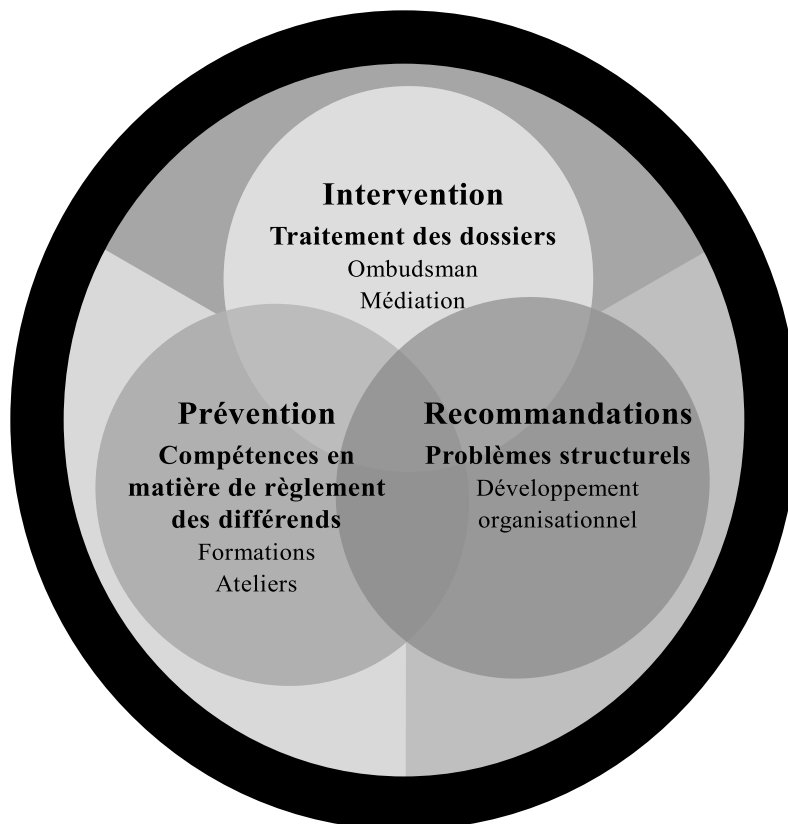 Intervention
Traitement des dossiers
Ombudsman
Médiation
Prévention
Compétences en
matière de règlement
des différends
Formations
Ateliers
Recommandations
Problèmes structurels
Développement
organisationnel